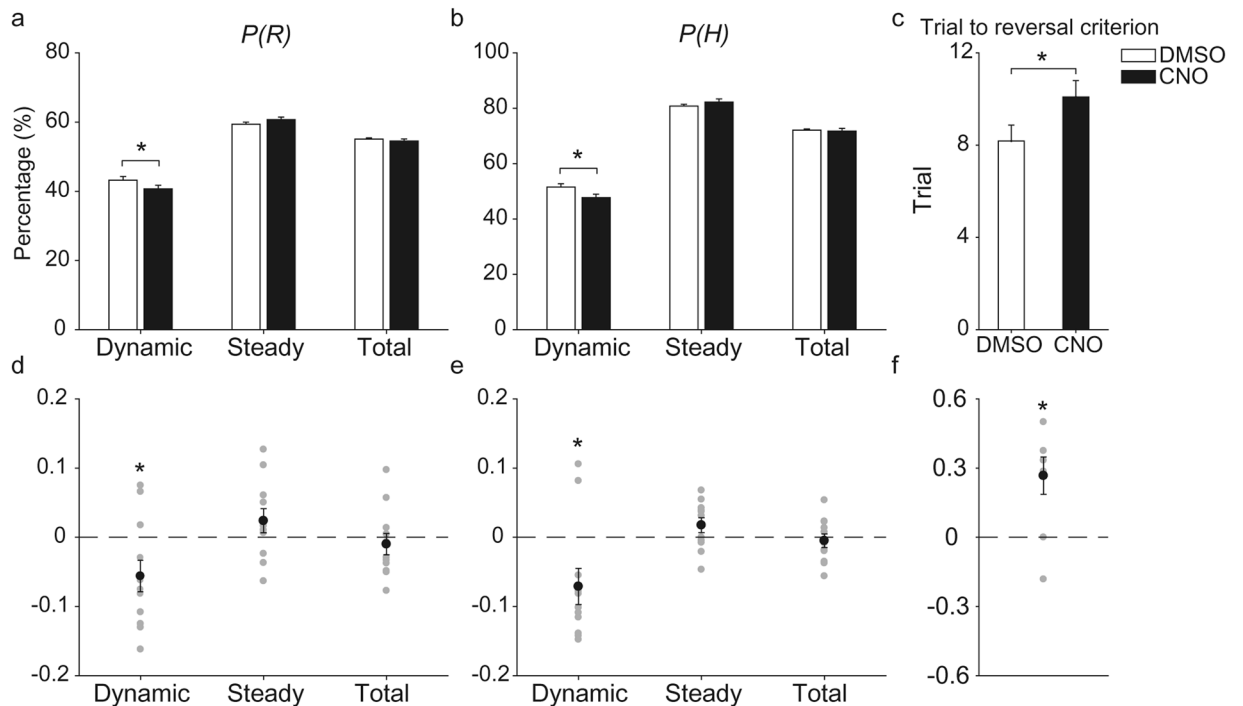 a
P(R)
Percentage (%)
80
60
40
20
0
*
Dynamic Steady Total
b
P(H)
100
80
60
40
20
0
*
Dynamic Steady Total
c
Trial to reversal criterion
DMSO
CNO
Trial
12
8
4
0
*
DMSO CNO
d
0.2
0.1
0
-0.1
-0.2
*
Dynamic Steady Total
e
0.2
0.1
0
-0.1
-0.2
*
Dynamic Steady Total
f
0.6
0.3
0
-0.3
-0.6
*